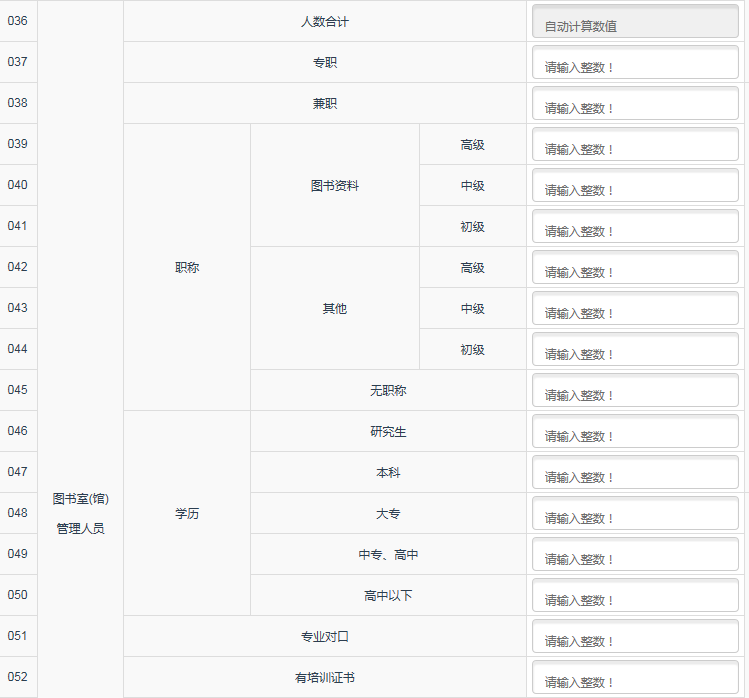 036 人数合计 自动计算数值
037 专职 请输入整数！
038 兼职 请输入整数！
039 高级 请输入整数！
040 图书资料 中级 请输入整数！
041 初级 请输入整数！
042 职称 高级 请输入整数！
043 其他 中级 请输入整数！
044 初级 请输入整数！
045 无职称 请输入整数！
046 研究生 请输入整数！
047 本科 请输入整数！
图书室(馆)
048 学历 大专 请输入整数！
管理人员
049 中专、高中 请输入整数！
050 高中以下 请输入整数！
051 专业对口 请输入整数！
052 有培训证书 请输入整数！